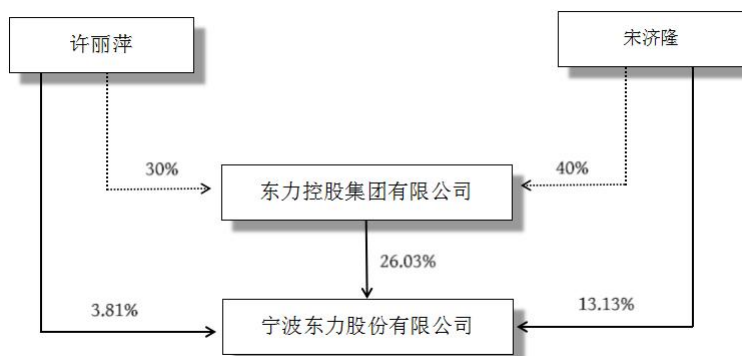 许丽萍
宋济隆
30%
40%
东力控股集团有限公司
26.03%
3.81%
13.13%
宁波东力股份有限公司